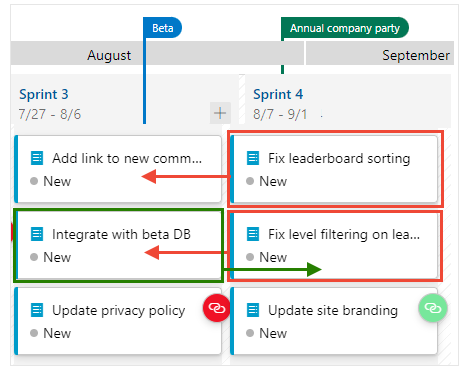 Beta
Annual company party
August
September
Sprint 3
7/27 - 8/6
+
Sprint 4
8/7 - 9/1
Add link to new comm...
New
Fix leaderboard sorting
New
Integrate with beta DB
New
Fix level filtering on lea...
New
Update privacy policy
New
Update site branding
New